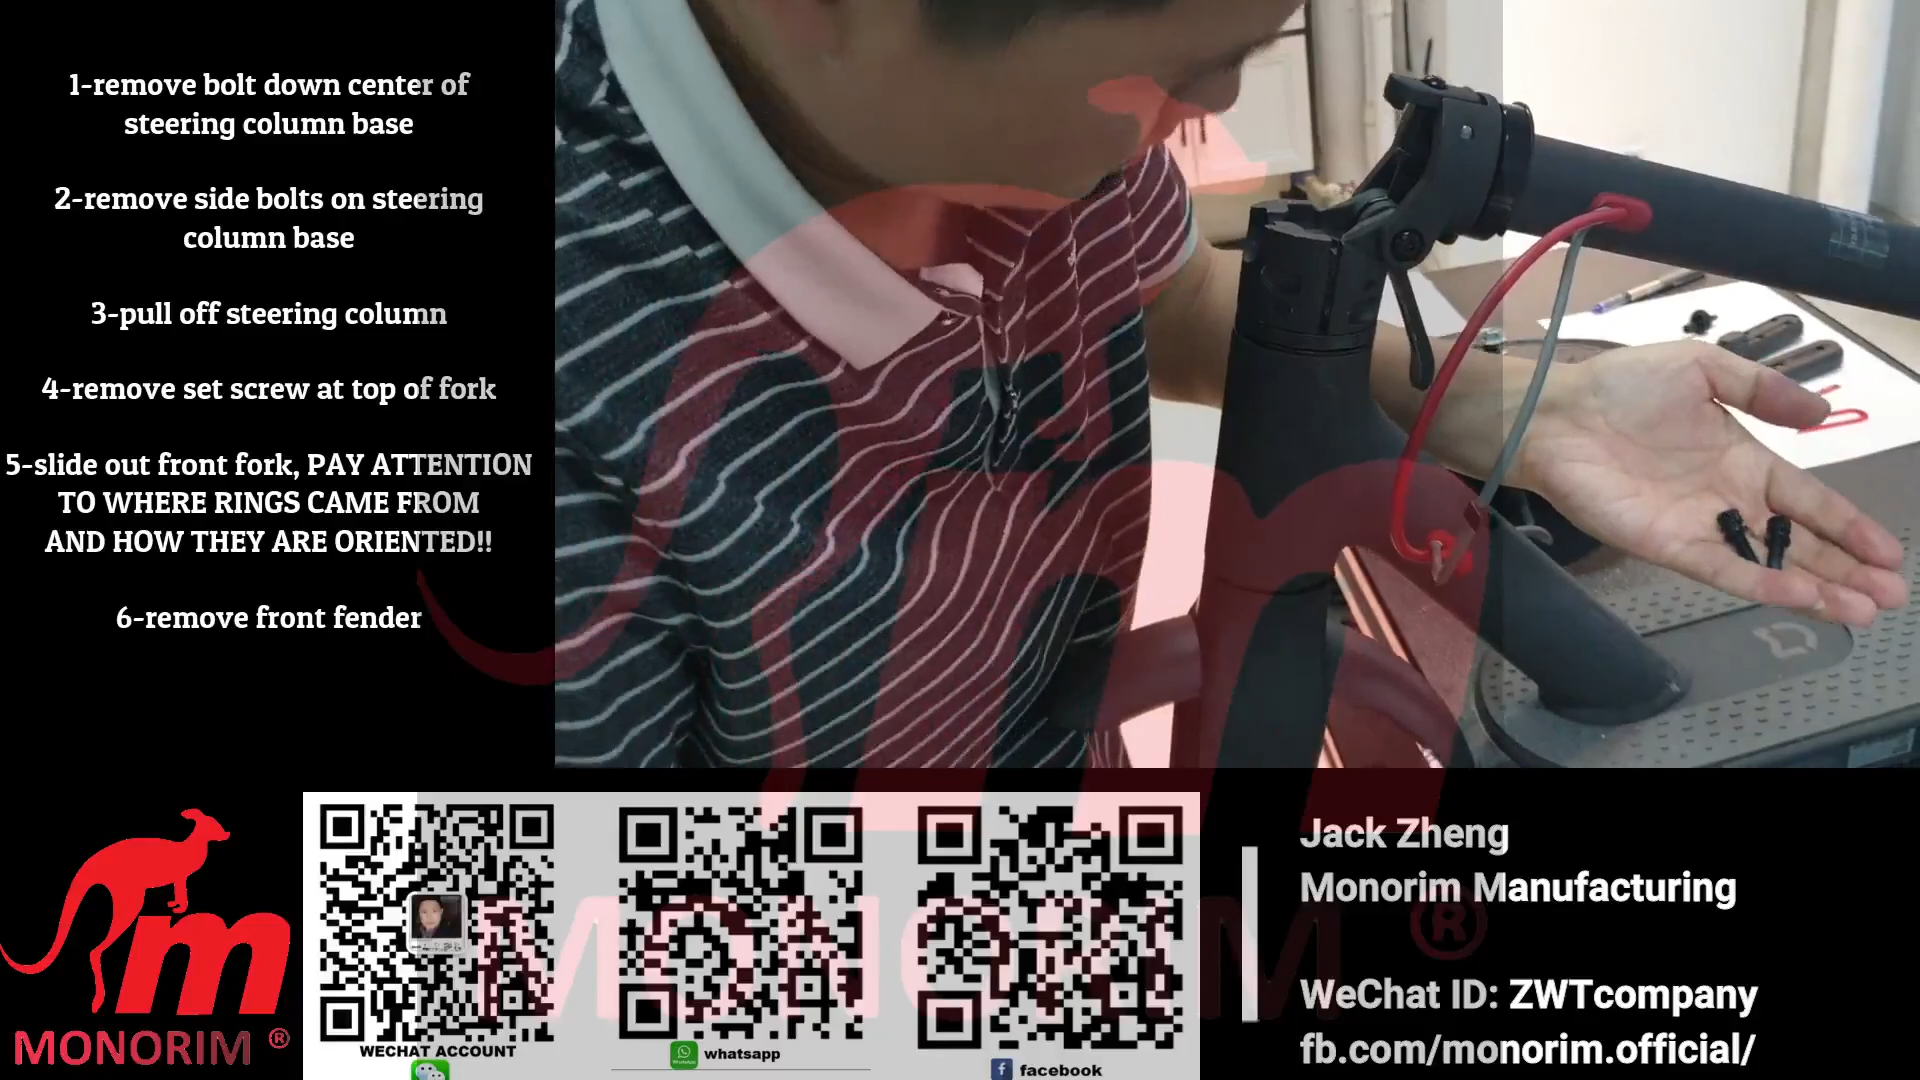 1-remove bolt down center of
steering column base
2-remove side bolts on steering
column base
3-pull off steering column
4-remove set screw at top of fork
5-slide out front fork, PAY ATTENTION
TO WHERE RINGS CAME FROM
AND HOW THEY ARE ORIENTED!!
6-remove front fender
m
MONORIM ®
WECHAT ACCOUNT
whatsapp
facebook
MONORIM ®
Jack Zheng
Monorim Manufacturing
WeChat ID: ZWTcompany
fb.com/monorim.official/